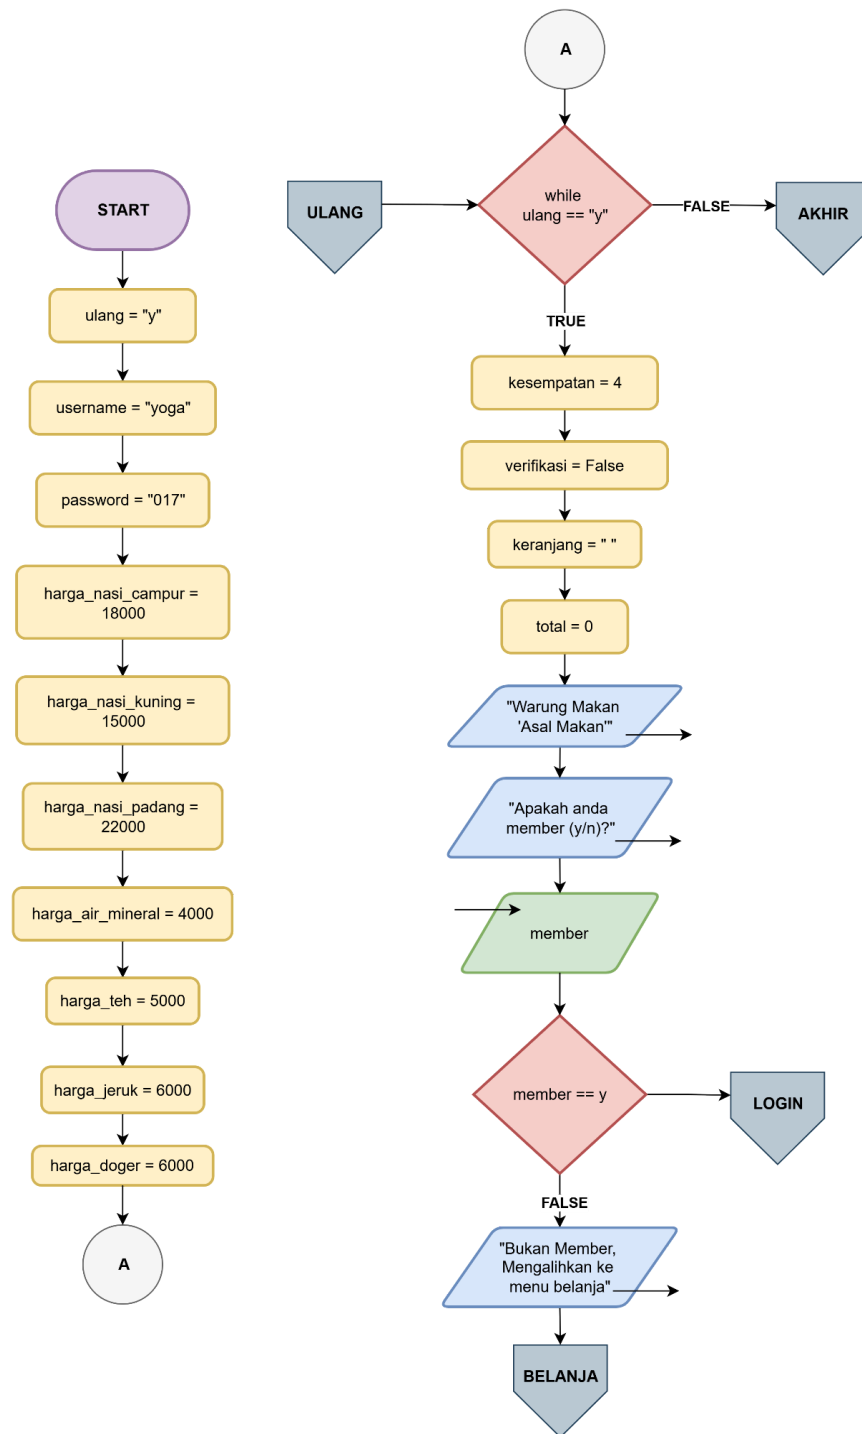 START
ulang = "y"
username = "yoga"
password = "017"
harga_nasi_campur =
18000
harga_nasi_kuning =
15000
harga_nasi_padang =
22000
harga_air_mineral = 4000
harga_teh = 5000
harga_jeruk = 6000
harga_doger = 6000
A
A
ULANG
while
ulang == "y"
FALSE
AKHIR
TRUE
kesempatan = 4
verifikasi = False
keranjang = " "
total = 0
"Warung Makan
'Asal Makan'"
"Apakah anda
member (y/n)?"
member
member == y
LOGIN
FALSE
"Bukan Member,
Mengalihkan ke
menu belanja"
BELANJA